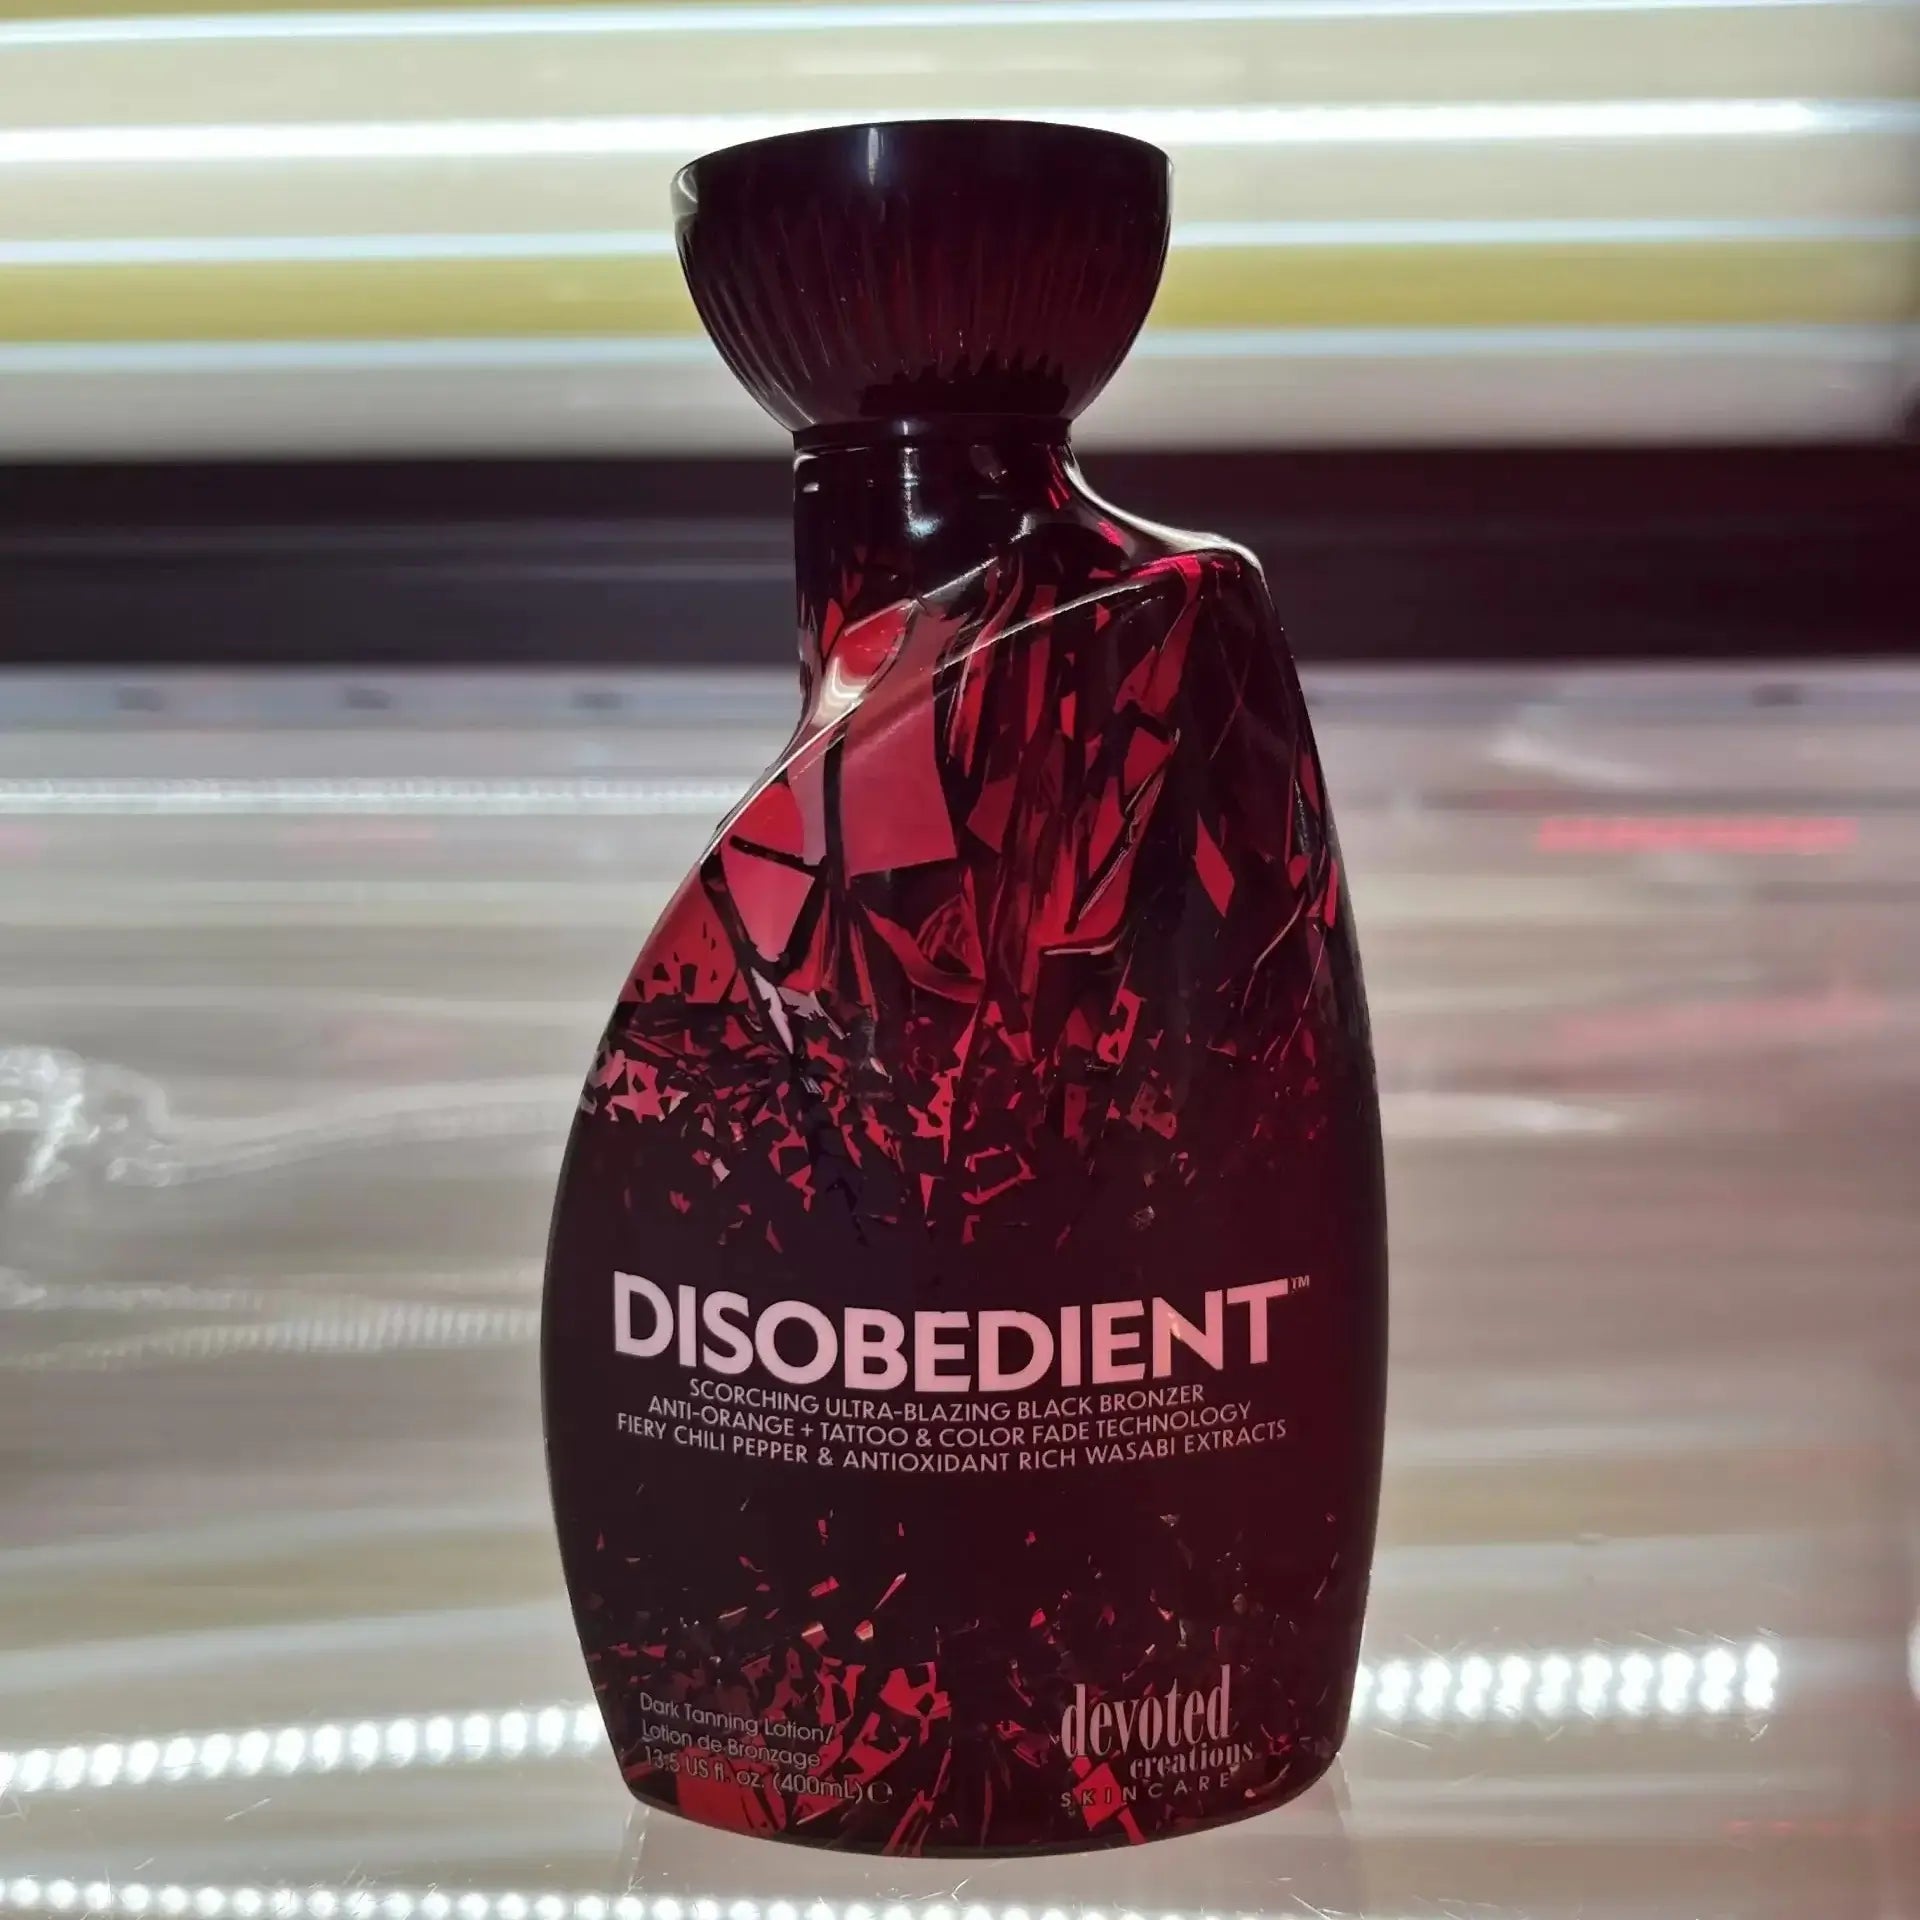 DISOBEDIENT™
SCORCHING ULTRA-BLAZING BLACK BRONZER
ANTI-ORANGE + TATTOO & COLOR FADE TECHNOLOGY
FIERY CHILI PEPPER & ANTIOXIDANT RICH WASABI EXTRACTS
Dark Tanning Lotion/
Lotion de Bronzage
13.5 US fl. oz. (400mL) ℮
devoted
creations
SKINCARE